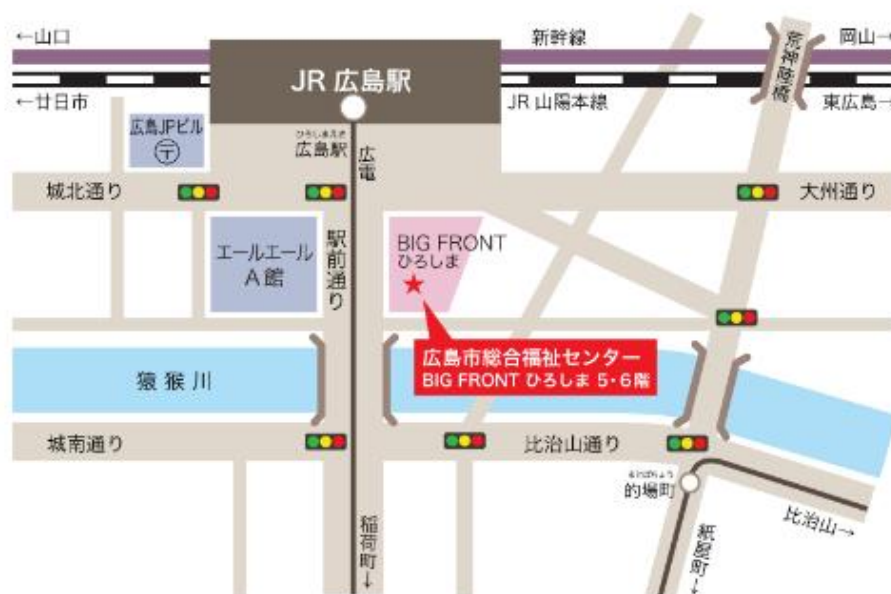 ←山口
新幹線
岡山→
荒神陸橋
JR 広島駅
←廿日市
JR 山陽本線
東広島→
広島JPビル
〒
ひろしまえき
広島駅
広電
城北通り
大州通り
エールエール
A 館
駅前通り
BIG FRONT
ひろしま
広島市総合福祉センター
BIG FRONT ひろしま 5・6階
猿猴川
城南通り
比治山通り
まとばちょう
的場町
比治山→
稲荷町→
紙屋町→